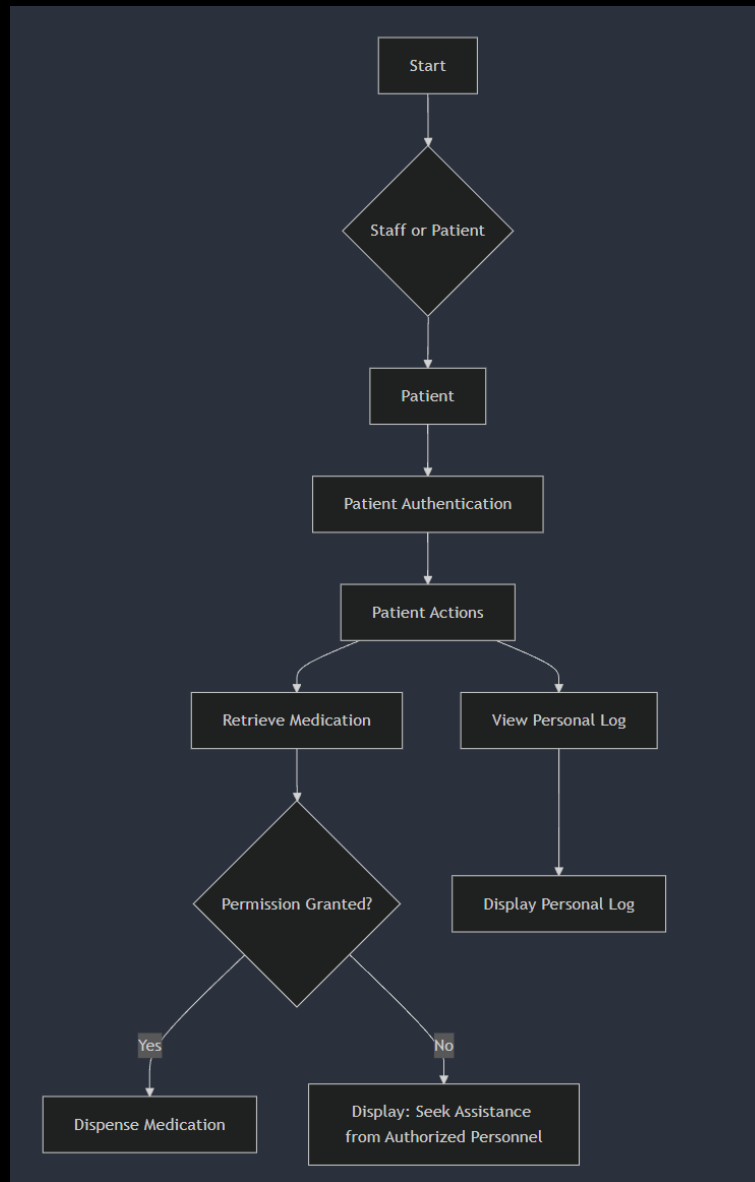 Start
Staff or Patient
Patient
Patient Authentication
Patient Actions
Retrieve Medication
View Personal Log
Permission Granted?
Display Personal Log
Yes
No
Dispense Medication
Display: Seek Assistance
from Authorized Personnel